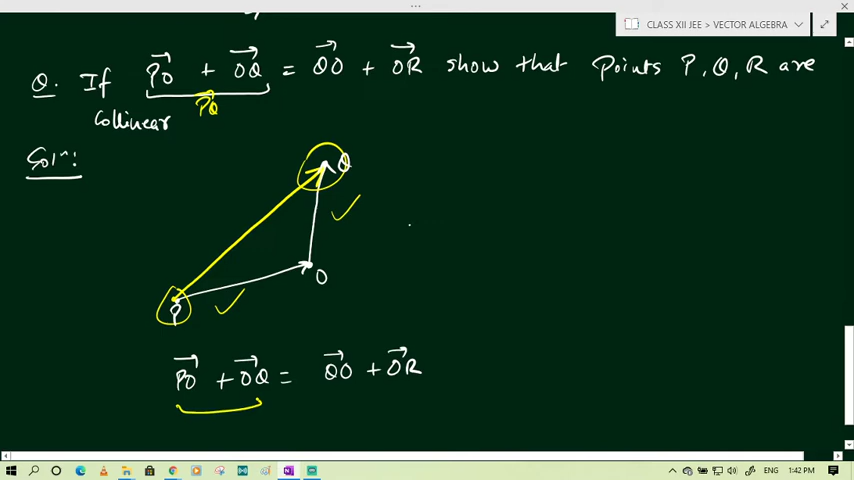 CLASS XII JEE > VECTOR ALGEBRA
Q. If PO + OQ = QO + OR show that Points P, Q, R are
PQ
Collinear
Soln:
Q
O
P
PO + OQ = QO + OR
ENG 1:42 PM